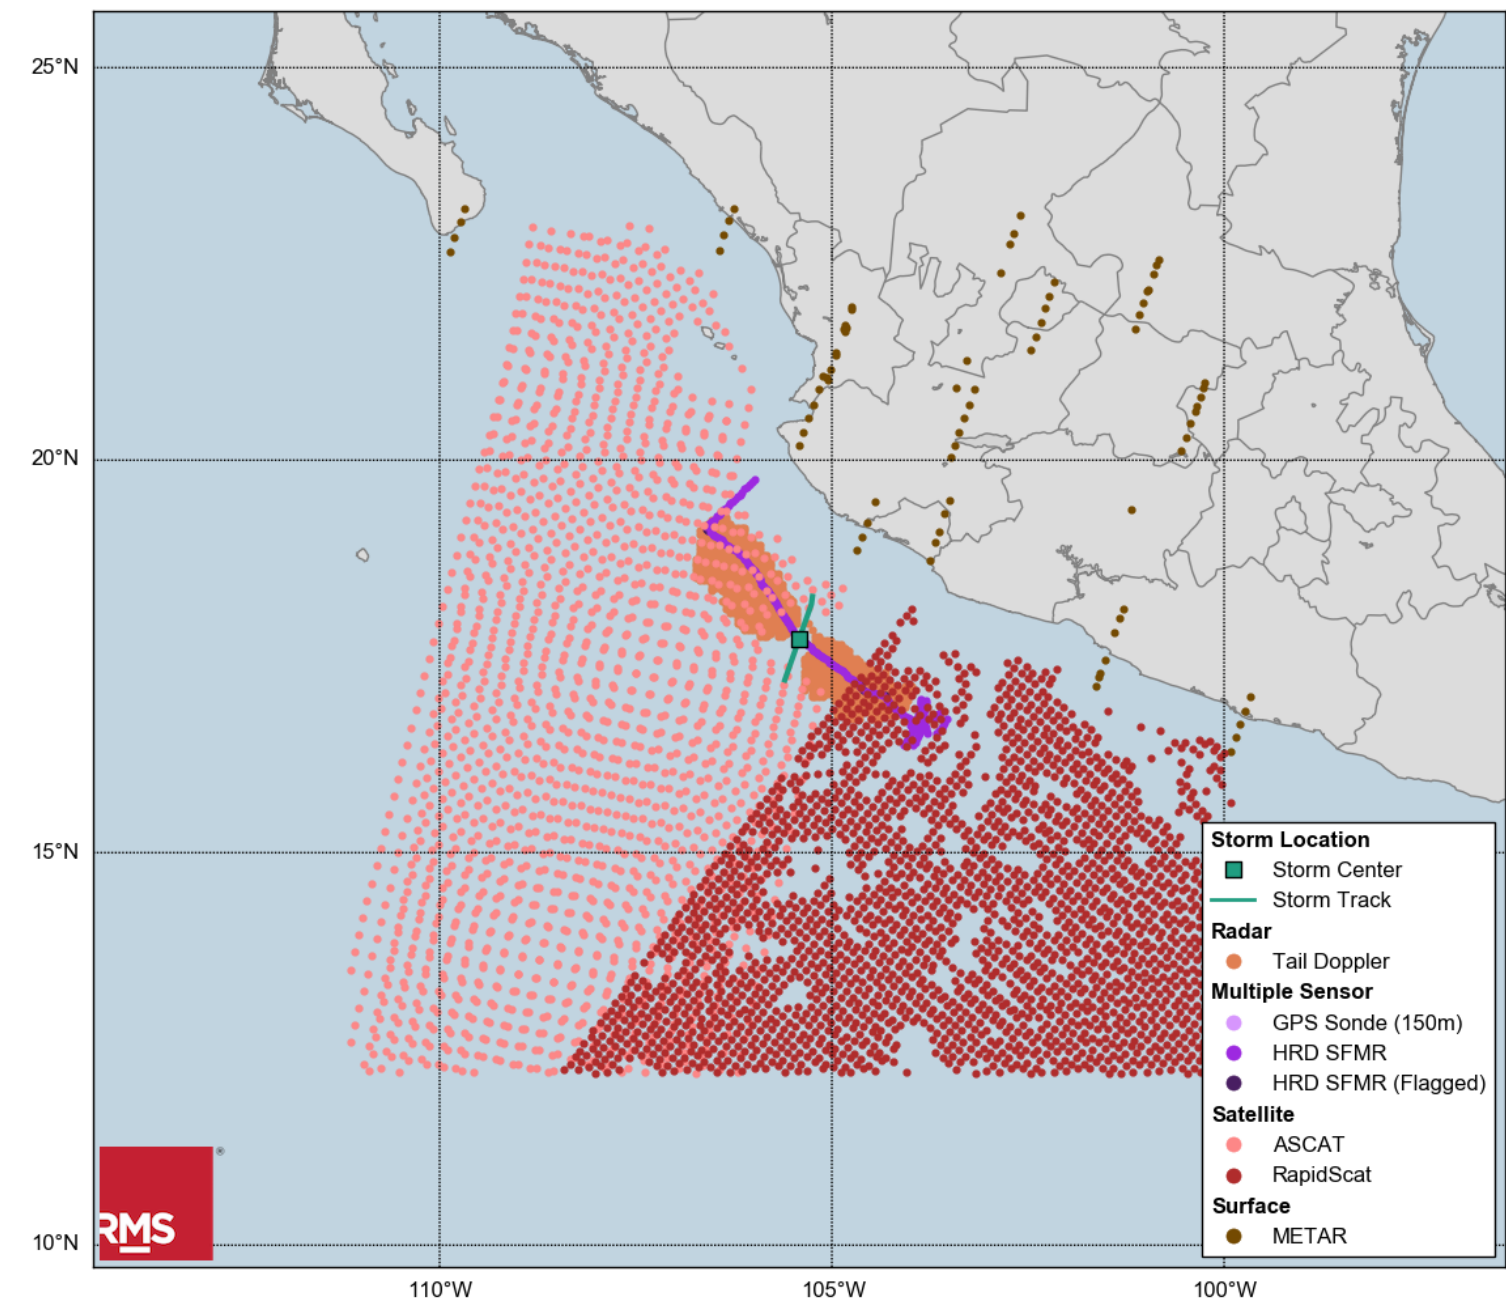 25°N
20°N
15°N
10°N
110°W
105°W
100°W
Storm Location
Storm Center
Storm Track
Radar
Tail Doppler
Multiple Sensor
GPS Sonde (150m)
HRD SFMR
HRD SFMR (Flagged)
Satellite
ASCAT
RapidScat
Surface
METAR
RMS
®